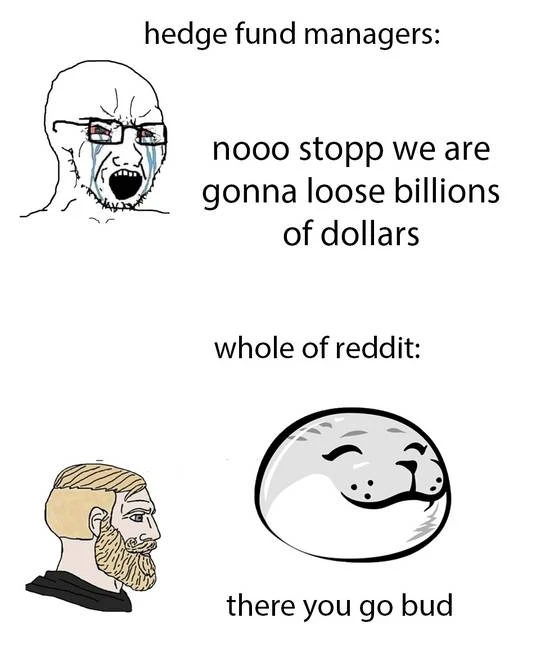 hedge fund managers:
nooo stopp we are
gonna loose billions
of dollars
whole of reddit:
there you go bud